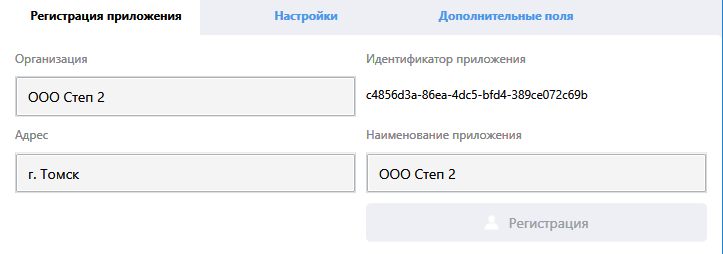 Регистрация приложения
Настройки
Дополнительные поля
Организация
Идентификатор приложения
ООО Степ 2
c4856d3a-86ea-4dc5-bfd4-389ce072c69b
Адрес
Наименование приложения
г. Томск
ООО Степ 2
Регистрация